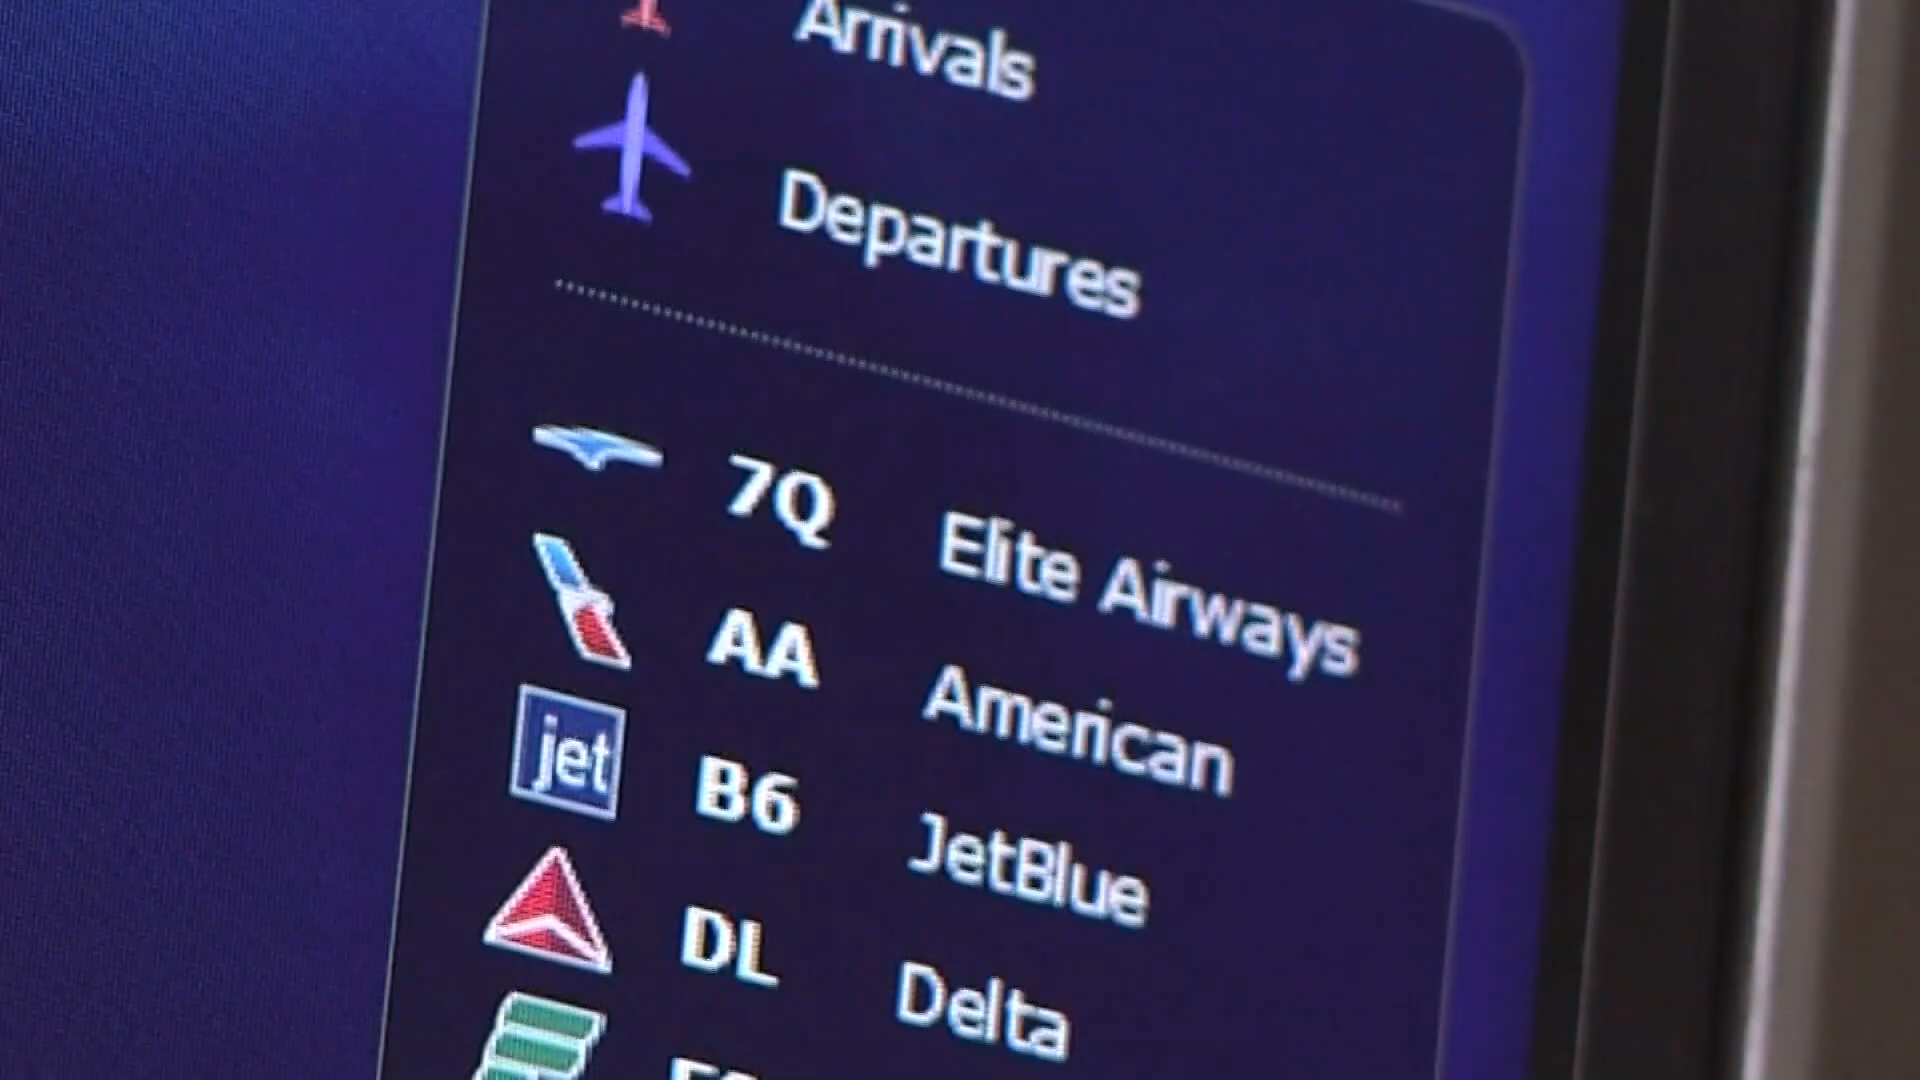 Arrivals
Departures
7Q Elite Airways
AA American
jet B6 JetBlue
DL Delta